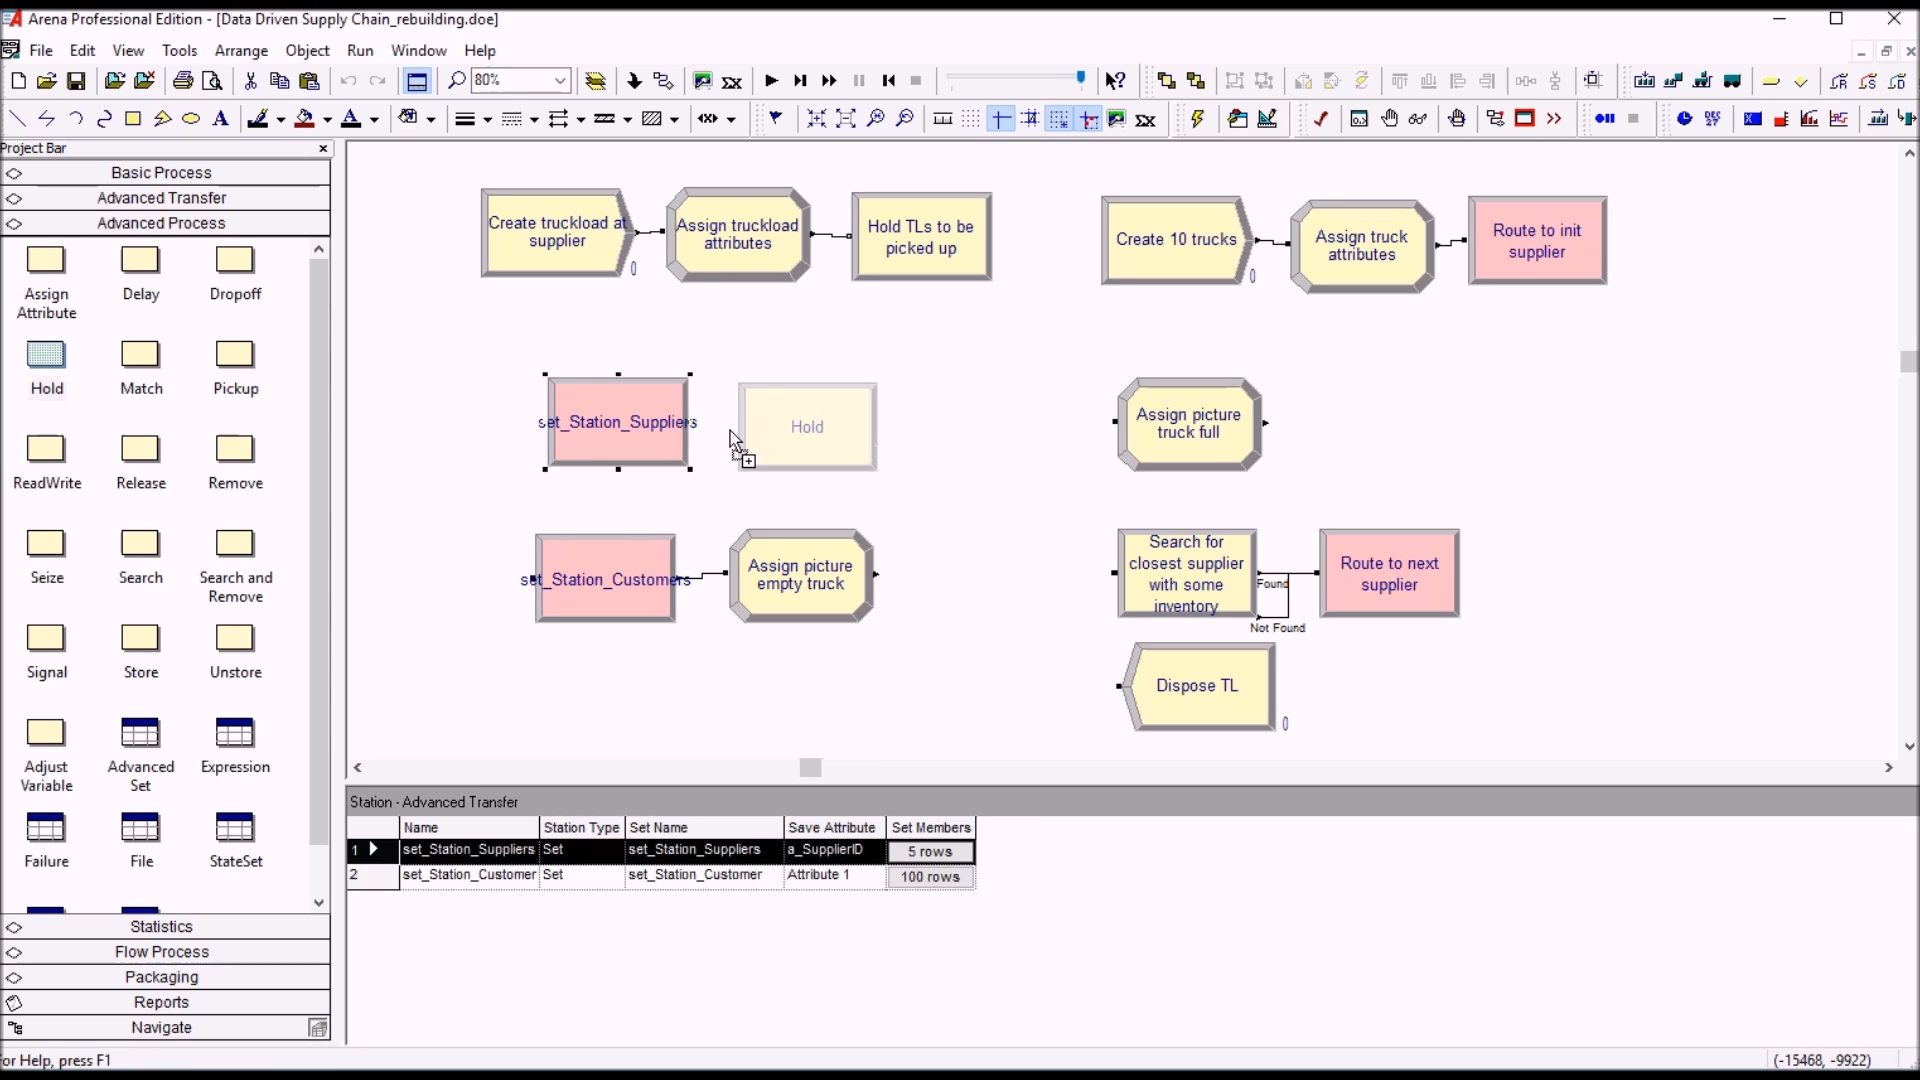 Arena Professional Edition - [Data Driven Supply Chain_rebuilding.doe]
File Edit View Tools Arrange Object Run Window Help
80%
Project Bar
Basic Process
Advanced Transfer
Advanced Process
Assign Attribute
Delay
Dropoff
Hold
Match
Pickup
ReadWrite
Release
Remove
Seize
Search
Search and Remove
Signal
Store
Unstore
Adjust Variable
Advanced Set
Expression
Failure
File
StateSet
Statistics
Flow Process
Packaging
Reports
Navigate
Create truckload at
supplier
0
Assign truckload
attributes
Hold TLs to be
picked up
Create 10 trucks
0
Assign truck
attributes
Route to init
supplier
set_Station_Suppliers
Hold
Assign picture
truck full
set_Station_Customers
Assign picture
empty truck
Search for
closest supplier
with some
inventory
Found
Not Found
Route to next
supplier
Dispose TL
0
Station - Advanced Transfer
Name Station Type Set Name Save Attribute Set Members
1 set_Station_Suppliers Set set_Station_Suppliers a_SupplierID 5 rows
2 set_Station_Customer Set set_Station_Customer Attribute 1 100 rows
or Help, press F1
(-15468, -9922)